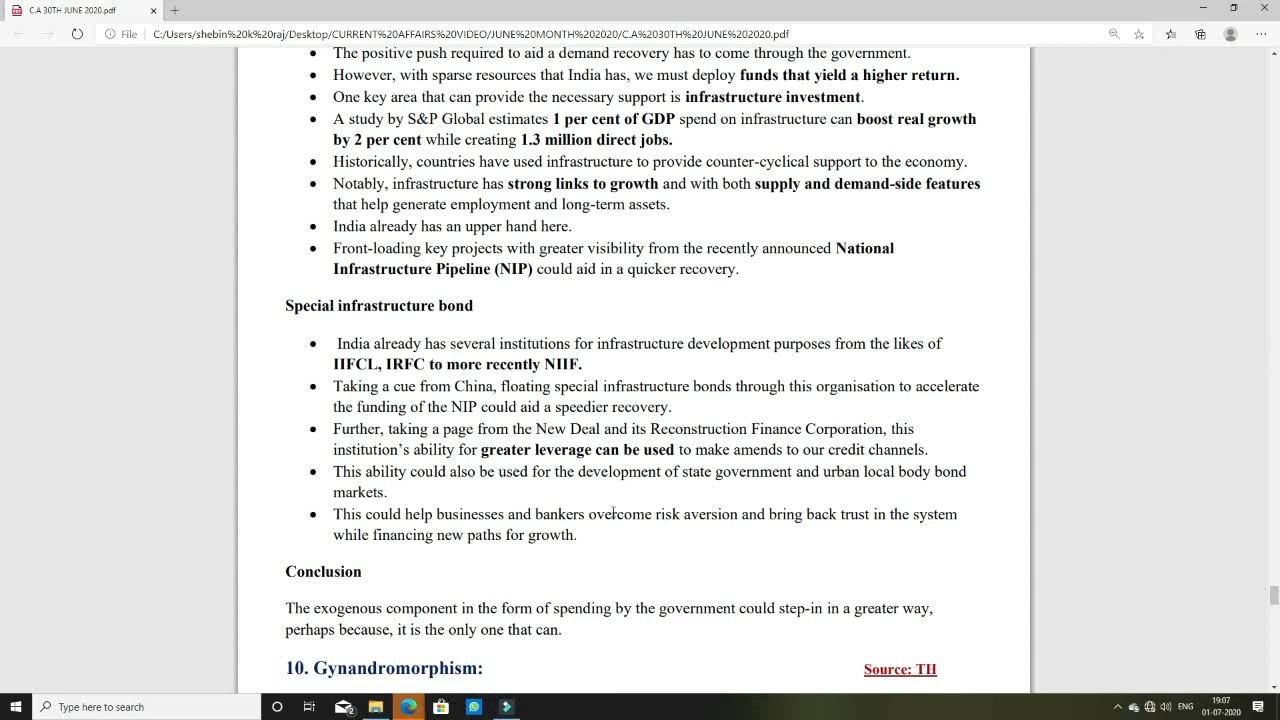 C.A 30TH JUNE 2020.pdf
File
C:/Users/shebin%20k%20raj/Desktop/CURRENT%20AFFAIRS%20VIDEO/JUNE%20MONTH%202020/C.A%2030TH%20JUNE%202020.pdf
• The positive push required to aid a demand recovery has to come through the government.
• However, with sparse resources that India has, we must deploy funds that yield a higher return.
• One key area that can provide the necessary support is infrastructure investment.
• A study by S&P Global estimates 1 per cent of GDP spend on infrastructure can boost real growth
by 2 per cent while creating 1.3 million direct jobs.
• Historically, countries have used infrastructure to provide counter-cyclical support to the economy.
• Notably, infrastructure has strong links to growth and with both supply and demand-side features
that help generate employment and long-term assets.
• India already has an upper hand here.
• Front-loading key projects with greater visibility from the recently announced National
Infrastructure Pipeline (NIP) could aid in a quicker recovery.
Special infrastructure bond
• India already has several institutions for infrastructure development purposes from the likes of
IIFCL, IRFC to more recently NIIF.
• Taking a cue from China, floating special infrastructure bonds through this organisation to accelerate
the funding of the NIP could aid a speedier recovery.
• Further, taking a page from the New Deal and its Reconstruction Finance Corporation, this
institution's ability for greater leverage can be used to make amends to our credit channels.
• This ability could also be used for the development of state government and urban local body bond
markets.
• This could help businesses and bankers overcome risk aversion and bring back trust in the system
while financing new paths for growth.
Conclusion
The exogenous component in the form of spending by the government could step-in in a greater way,
perhaps because, it is the only one that can.
10. Gynandromorphism:
Source: TH
Type here to search
2
19:07
01-07-2020